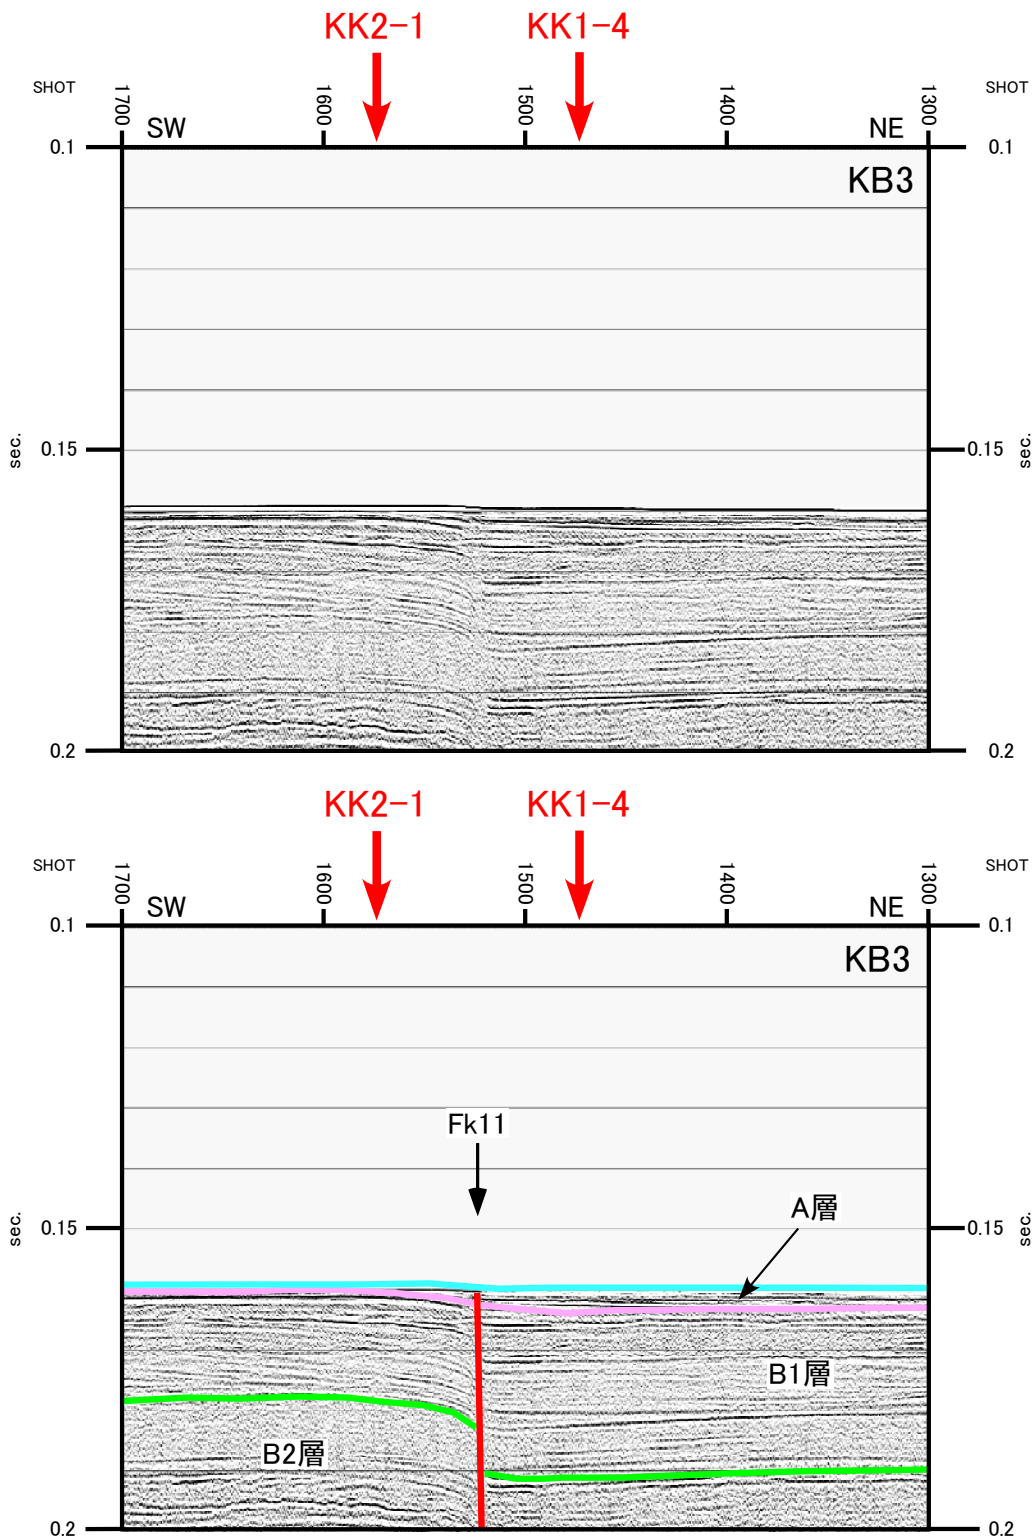 KK2-1 KK1-4
SHOT 1700 1600 1500 1400 1300 SHOT
SW NE
0.1 0.1
KB3
sec. 0.15 0.15 sec.
0.2 0.2
KK2-1 KK1-4
SHOT 1700 1600 1500 1400 1300 SHOT
SW NE
0.1 0.1
KB3
Fk11
A層
sec. 0.15 0.15 sec.
B1層
B2層
0.2 0.2